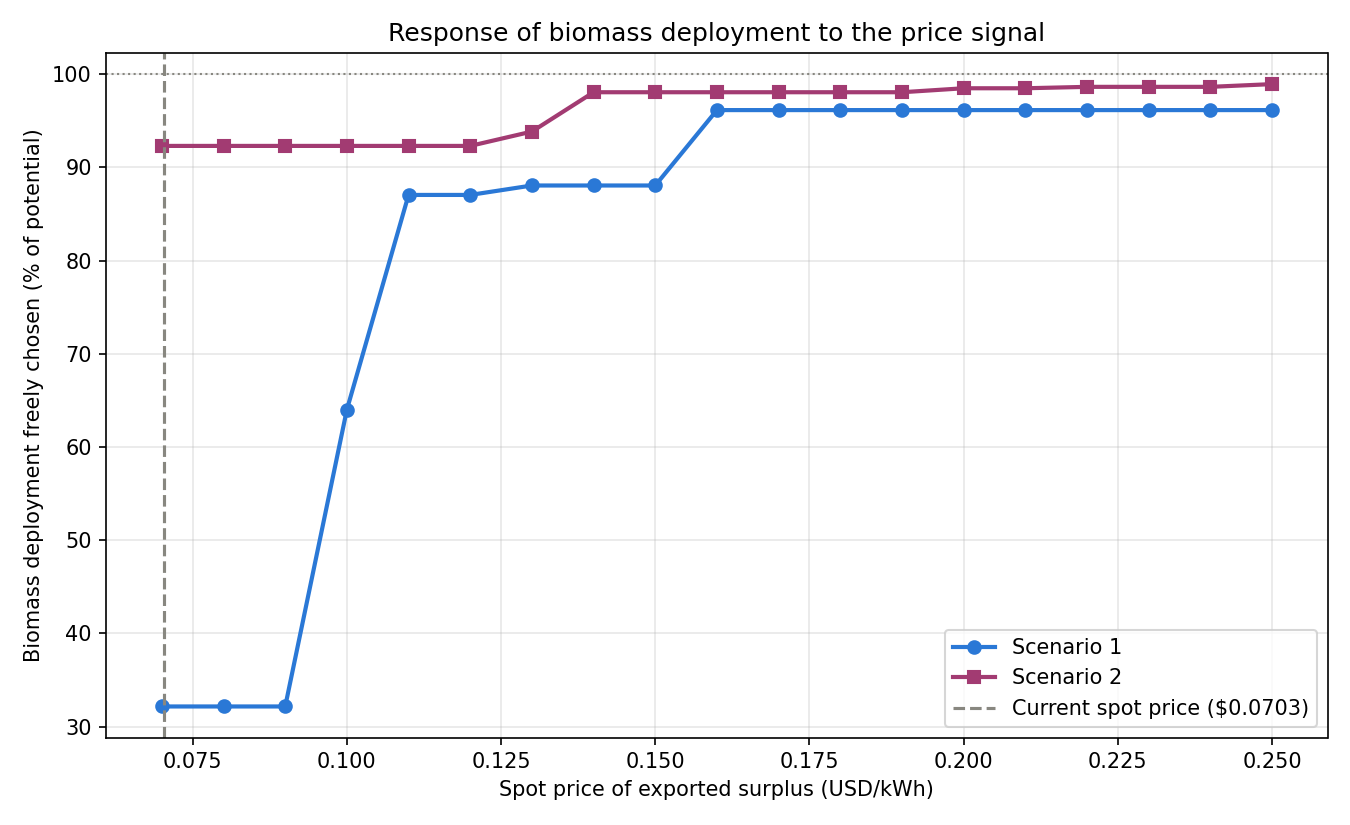 Response of biomass deployment to the price signal
Biomass deployment freely chosen (% of potential)
100
90
80
70
60
50
40
30
Scenario 1
Scenario 2
Current spot price ($0.0703)
0.075 0.100 0.125 0.150 0.175 0.200 0.225 0.250
Spot price of exported surplus (USD/kWh)